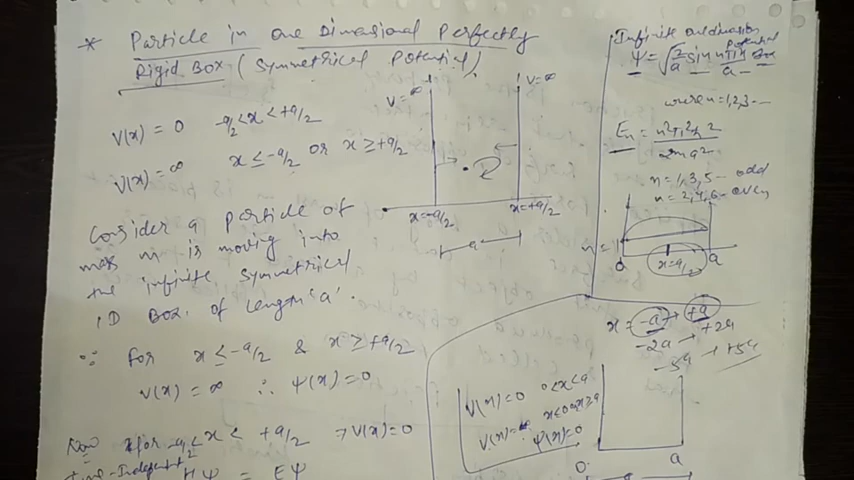 * Particle in one Dimensional Perfectly
Rigid Box (Symmetrical Potential)
V(x) = 0 -a/2 < x < +a/2
V(x) = ∞ x ≤ -a/2 or x ≥ +a/2
V=∞
V=∞
x=-a/2
x=+a/2
a
Consider a particle of
mass m is moving into
the infinite symmetrical
1D Box. of length 'a'.
∵ for x ≤ -a/2 & x ≥ +a/2
V(x) = ∞ ∴ Ψ(x) = 0
Now for -a/2 < x < +a/2 ⇒ V(x) = 0
Time-Independent
HΨ = EΨ
Infinite one dimension
Potential
Ψ = √2/a sin nπx/a Box
where n = 1,2,3 --
En = n²π²ħ²/2ma²
n = 1,3,5 -- odd
n = 2,4,6 -- even
n=1
0
x=a/2
a
x = -a → +a
-2a → +2a
-5a → +5a
V(x) = 0 0<x<a
x≤0 or x≥a
V(x) = ∞
Ψ(x) = 0
0
a